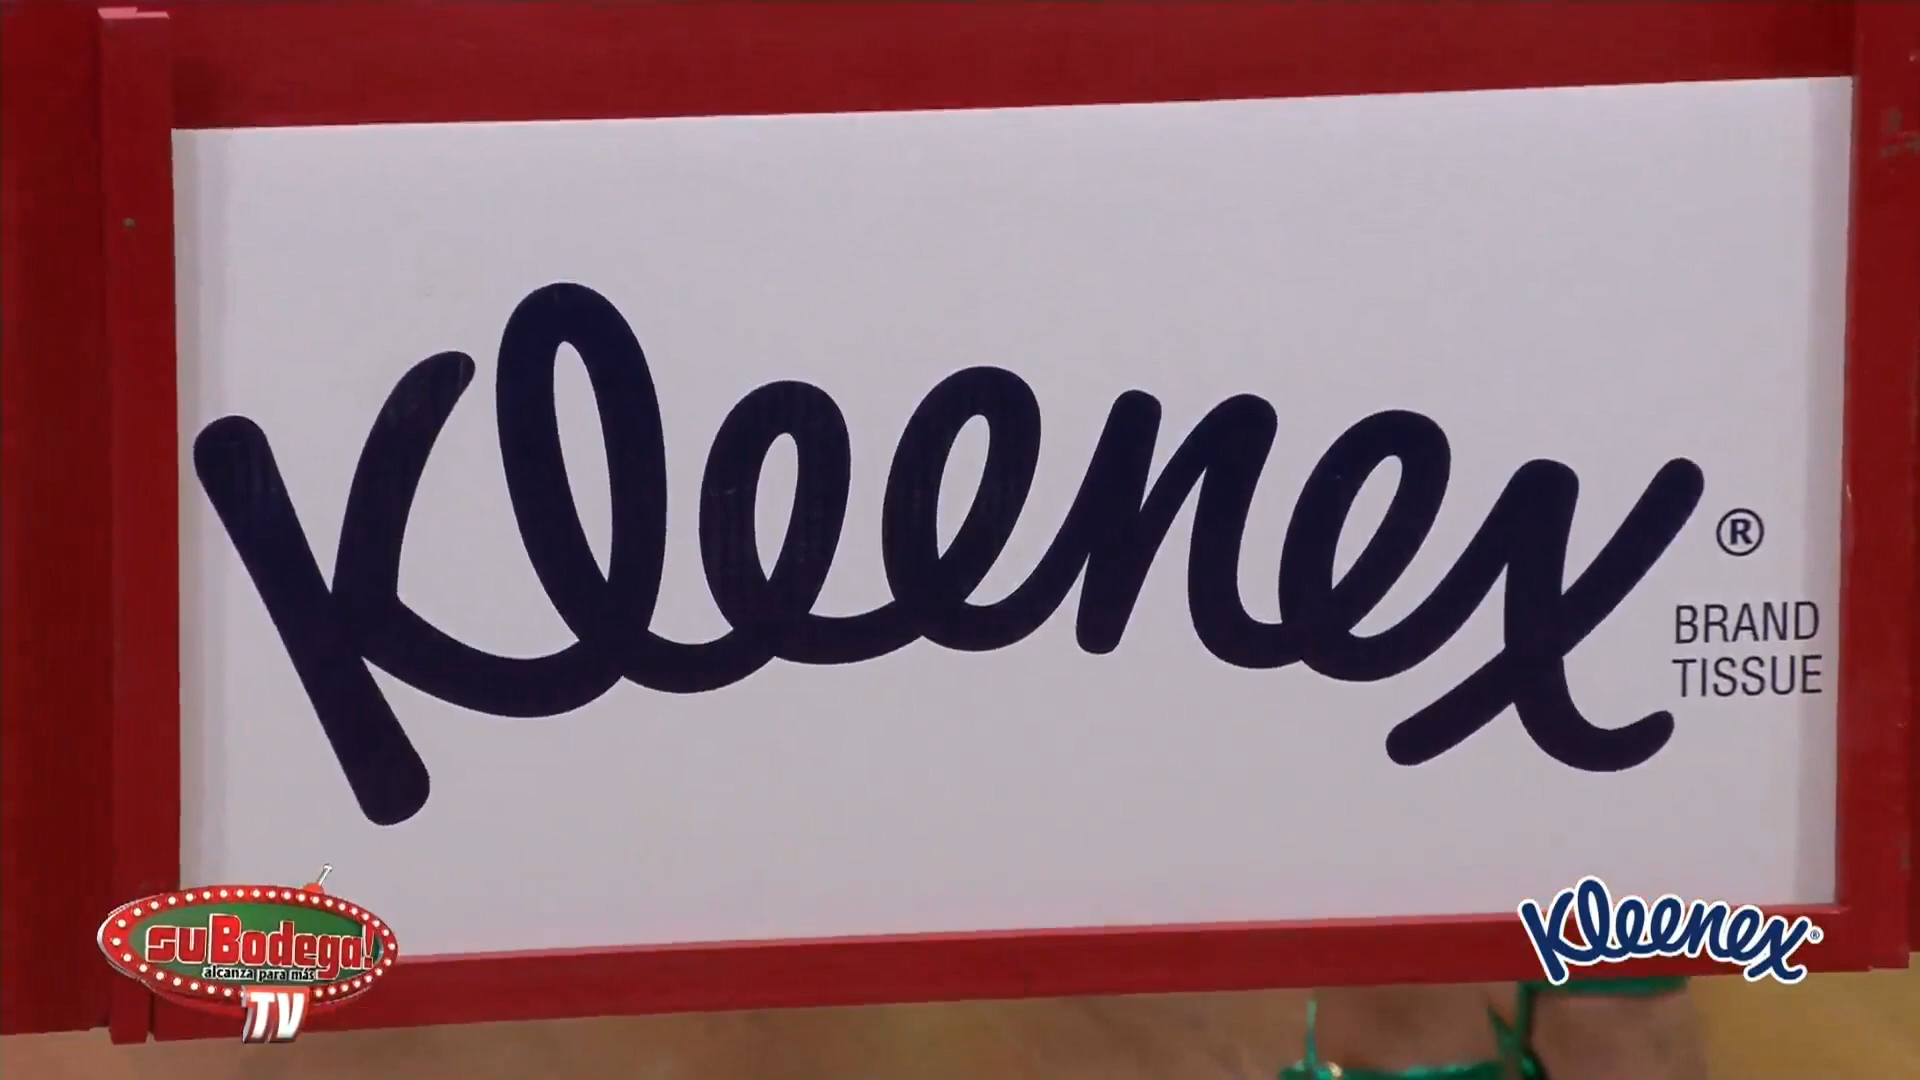 Kleenex®
BRAND
TISSUE
suBodega!
alcanza para más
TV
Kleenex®